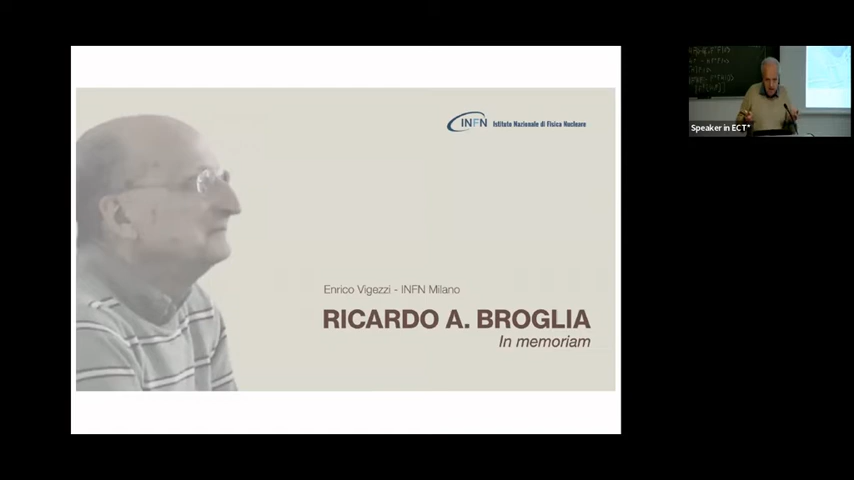 INFN Istituto Nazionale di Fisica Nucleare
Enrico Vigezzi - INFN Milano
RICARDO A. BROGLIA
In memoriam
Speaker in ECT*